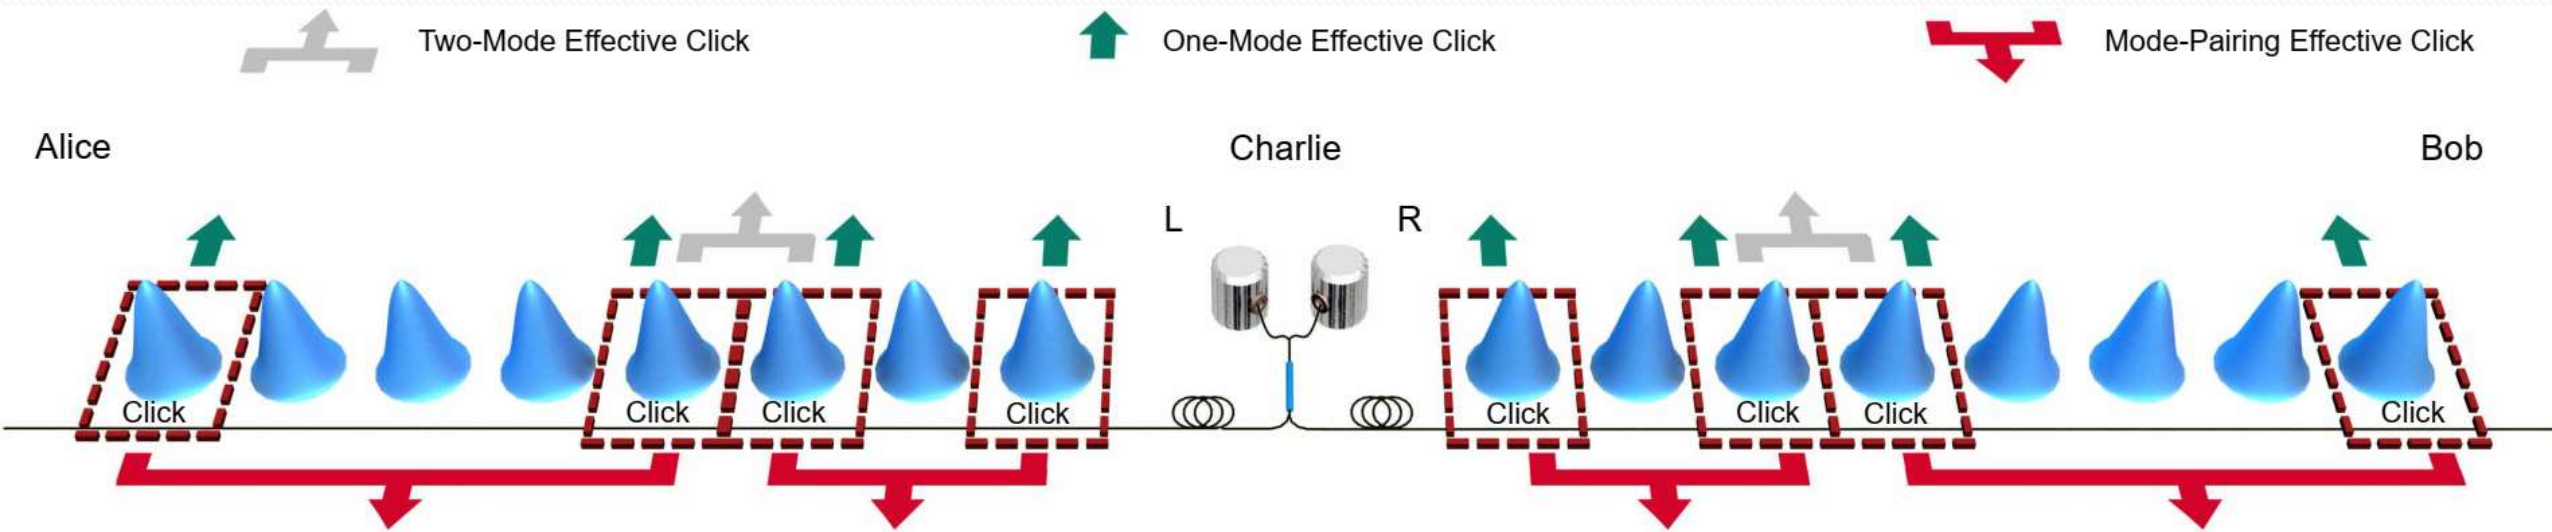 Two-Mode Effective Click
One-Mode Effective Click
Mode-Pairing Effective Click
Alice
Charlie
Bob
L
R
Click
Click
Click
Click
Click
Click
Click
Click